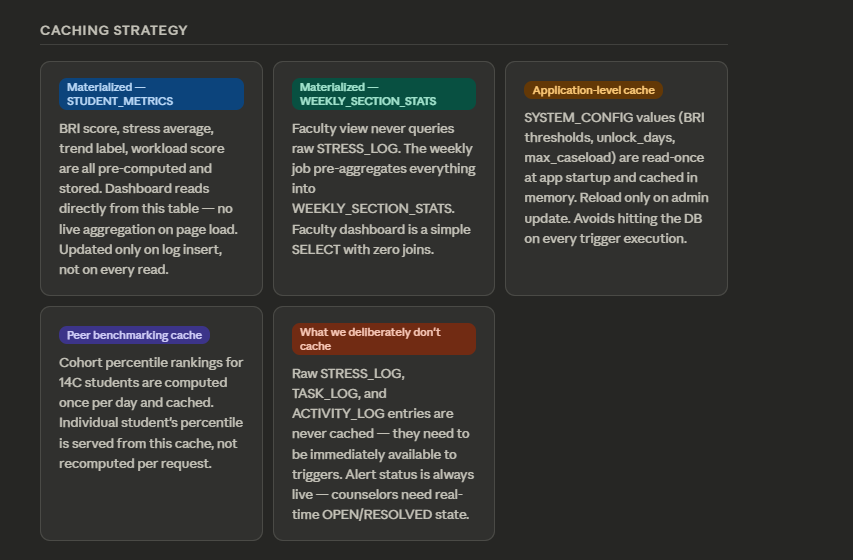 CACHING STRATEGY
Materialized —
STUDENT_METRICS
BRI score, stress average,
trend label, workload score
are all pre-computed and
stored. Dashboard reads
directly from this table — no
live aggregation on page load.
Updated only on log insert,
not on every read.
Materialized —
WEEKLY_SECTION_STATS
Faculty view never queries
raw STRESS_LOG. The weekly
job pre-aggregates everything
into
WEEKLY_SECTION_STATS.
Faculty dashboard is a simple
SELECT with zero joins.
Application-level cache
SYSTEM_CONFIG values (BRI
thresholds, unlock_days,
max_caseload) are read-once
at app startup and cached in
memory. Reload only on admin
update. Avoids hitting the DB
on every trigger execution.
Peer benchmarking cache
Cohort percentile rankings for
14C students are computed
once per day and cached.
Individual student's percentile
is served from this cache, not
recomputed per request.
What we deliberately don't
cache
Raw STRESS_LOG,
TASK_LOG, and
ACTIVITY_LOG entries are
never cached — they need to
be immediately available to
triggers. Alert status is always
live — counselors need real-
time OPEN/RESOLVED state.